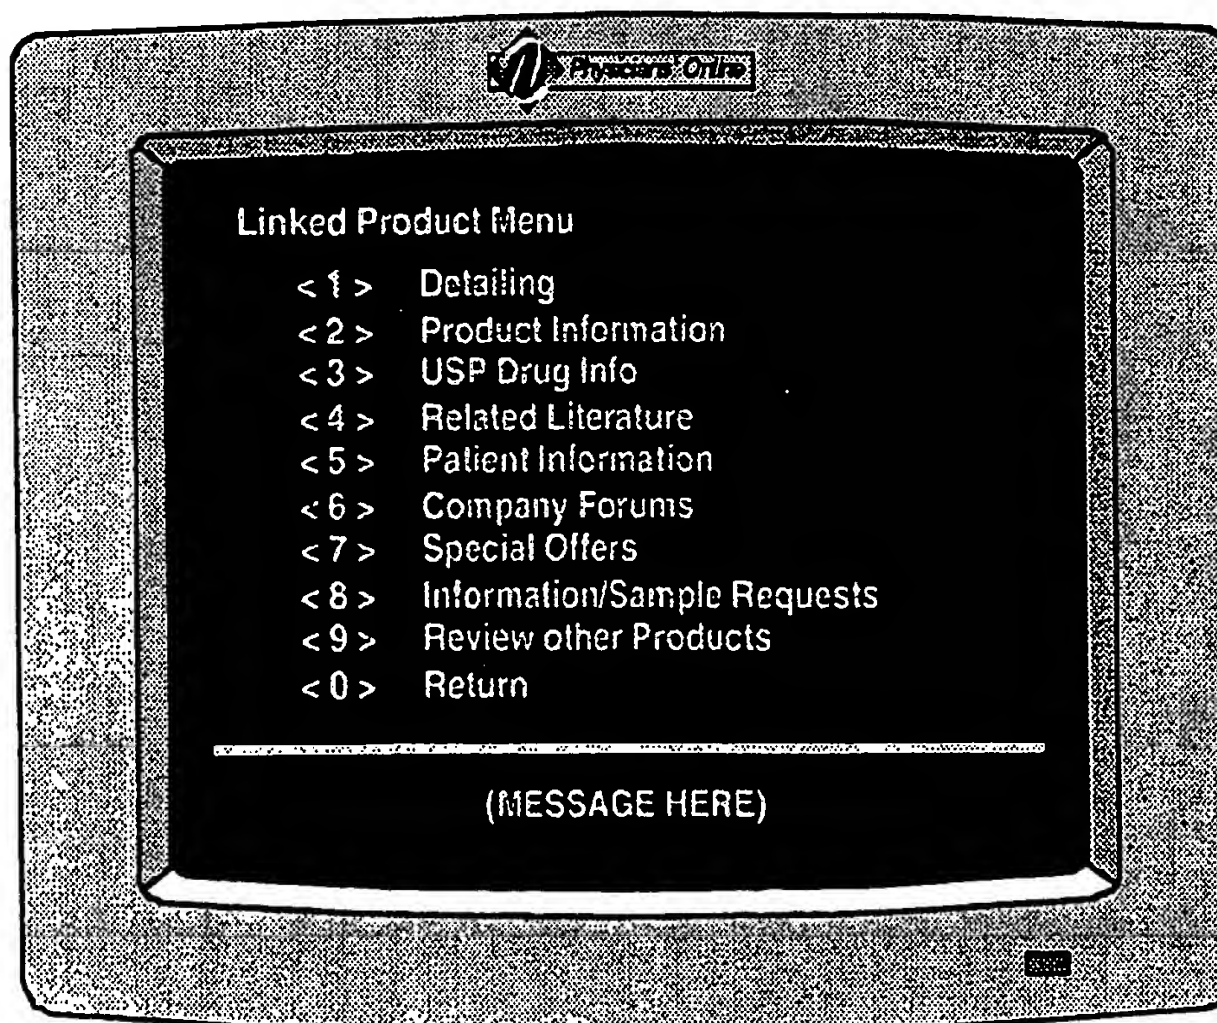 Physicians' Online
Linked Product Menu
< 1 > Detailing
< 2 > Product Information
< 3 > USP Drug Info
< 4 > Related Literature
< 5 > Patient Information
< 6 > Company Forums
< 7 > Special Offers
< 8 > Information/Sample Requests
< 9 > Review other Products
< 0 > Return
(MESSAGE HERE)